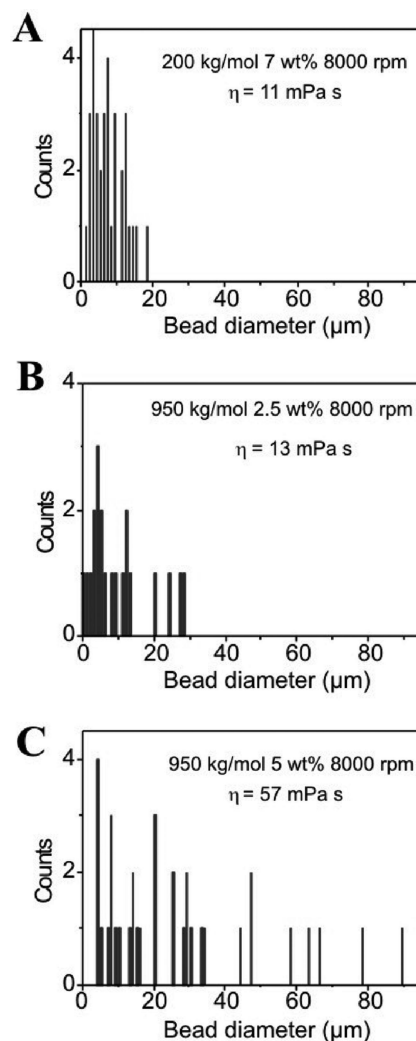 A
200 kg/mol 7 wt% 8000 rpm
η = 11 mPa s
4
2
0
Counts
0 20 40 60 80
Bead diameter (µm)
B
950 kg/mol 2.5 wt% 8000 rpm
η = 13 mPa s
4
2
0
Counts
0 20 40 60 80
Bead diameter (µm)
C
950 kg/mol 5 wt% 8000 rpm
η = 57 mPa s
4
2
0
Counts
0 20 40 60 80
Bead diameter (µm)